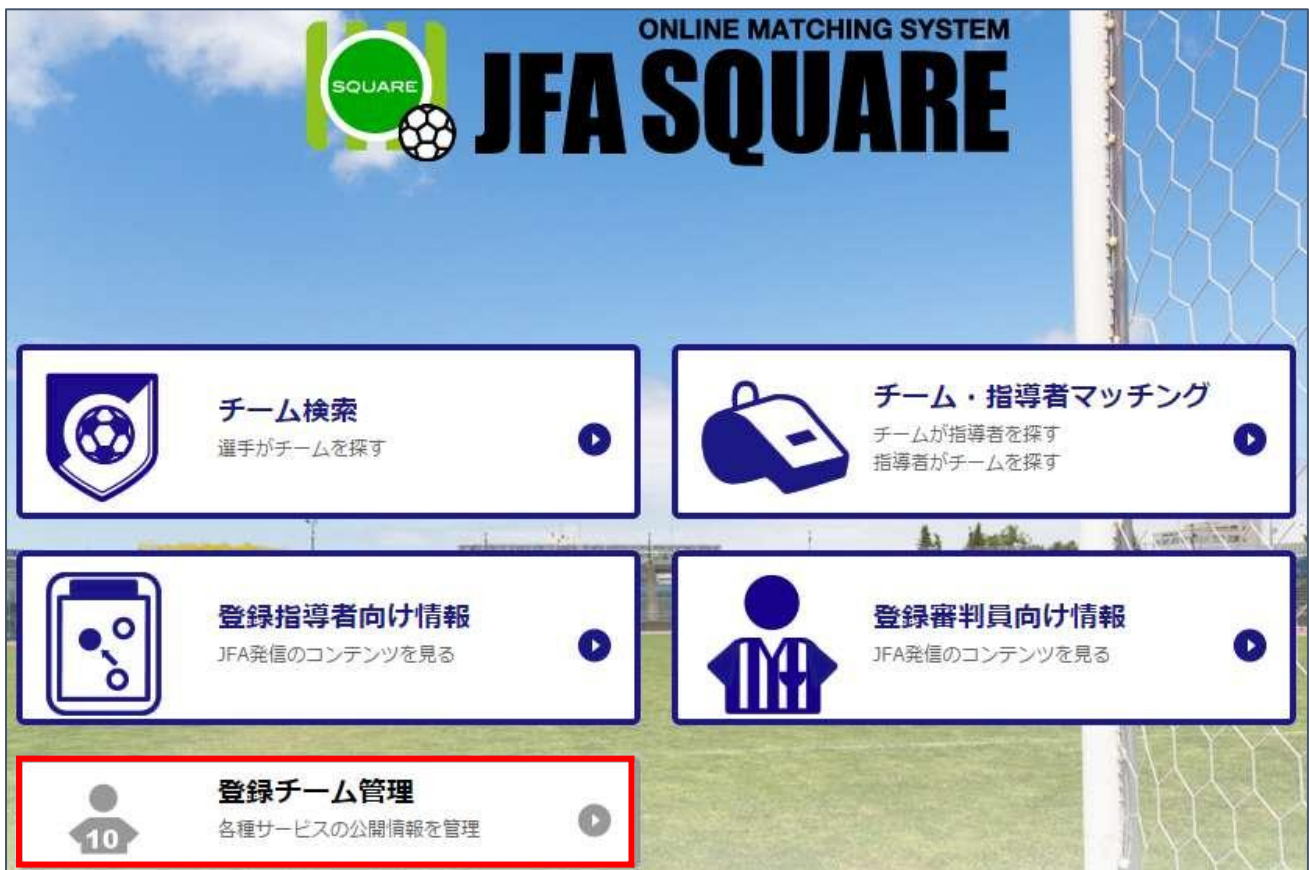 ONLINE MATCHING SYSTEM
SQUARE
JFA SQUARE
チーム検索
選手がチームを探す
チーム・指導者マッチング
チームが指導者を探す
指導者がチームを探す
登録指導者向け情報
JFA発信のコンテンツを見る
登録審判員向け情報
JFA発信のコンテンツを見る
10
登録チーム管理
各種サービスの公開情報を管理